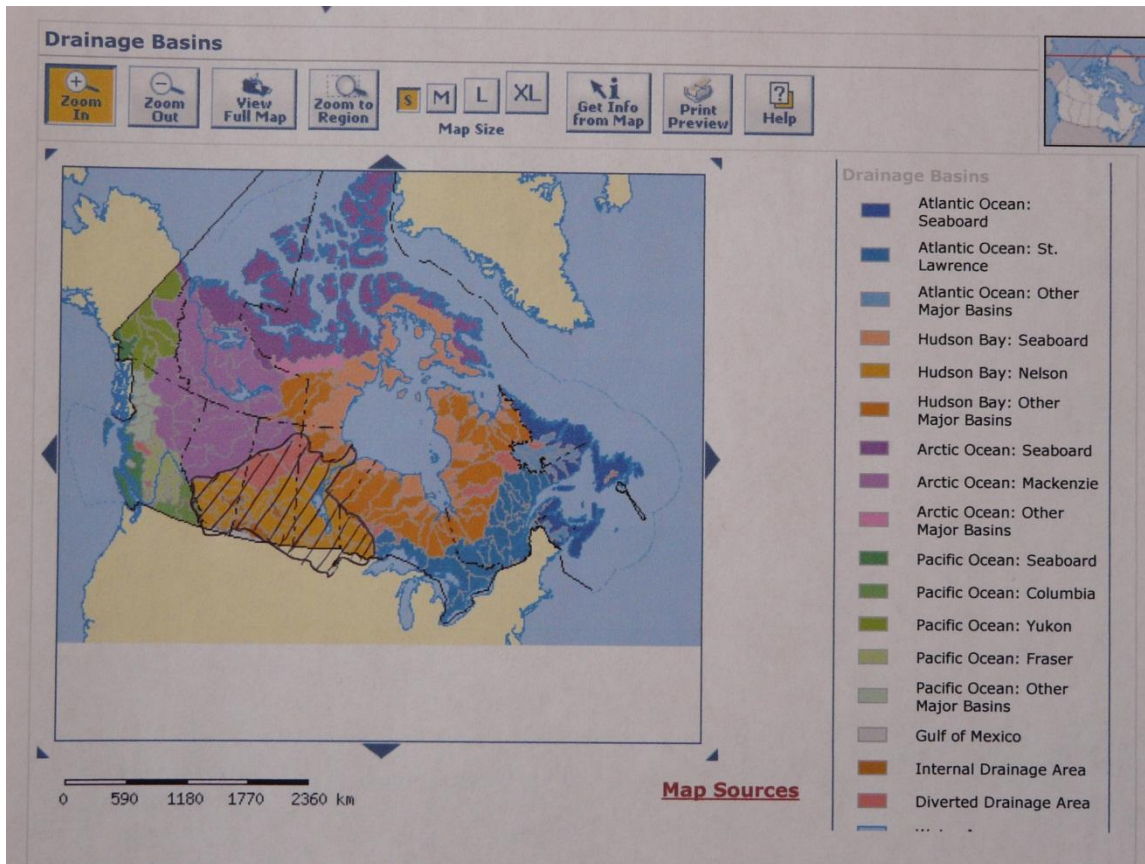 Drainage Basins
Zoom
In
Zoom
Out
View
Full Map
Zoom to
Region
S
M
L
XL
Map Size
Get Info
from Map
Print
Preview
?
Help
Drainage Basins
Atlantic Ocean:
Seaboard
Atlantic Ocean: St.
Lawrence
Atlantic Ocean: Other
Major Basins
Hudson Bay: Seaboard
Hudson Bay: Nelson
Hudson Bay: Other
Major Basins
Arctic Ocean: Seaboard
Arctic Ocean: Mackenzie
Arctic Ocean: Other
Major Basins
Pacific Ocean: Seaboard
Pacific Ocean: Columbia
Pacific Ocean: Yukon
Pacific Ocean: Fraser
Pacific Ocean: Other
Major Basins
Gulf of Mexico
Internal Drainage Area
Diverted Drainage Area
0 590 1180 1770 2360 km
Map Sources